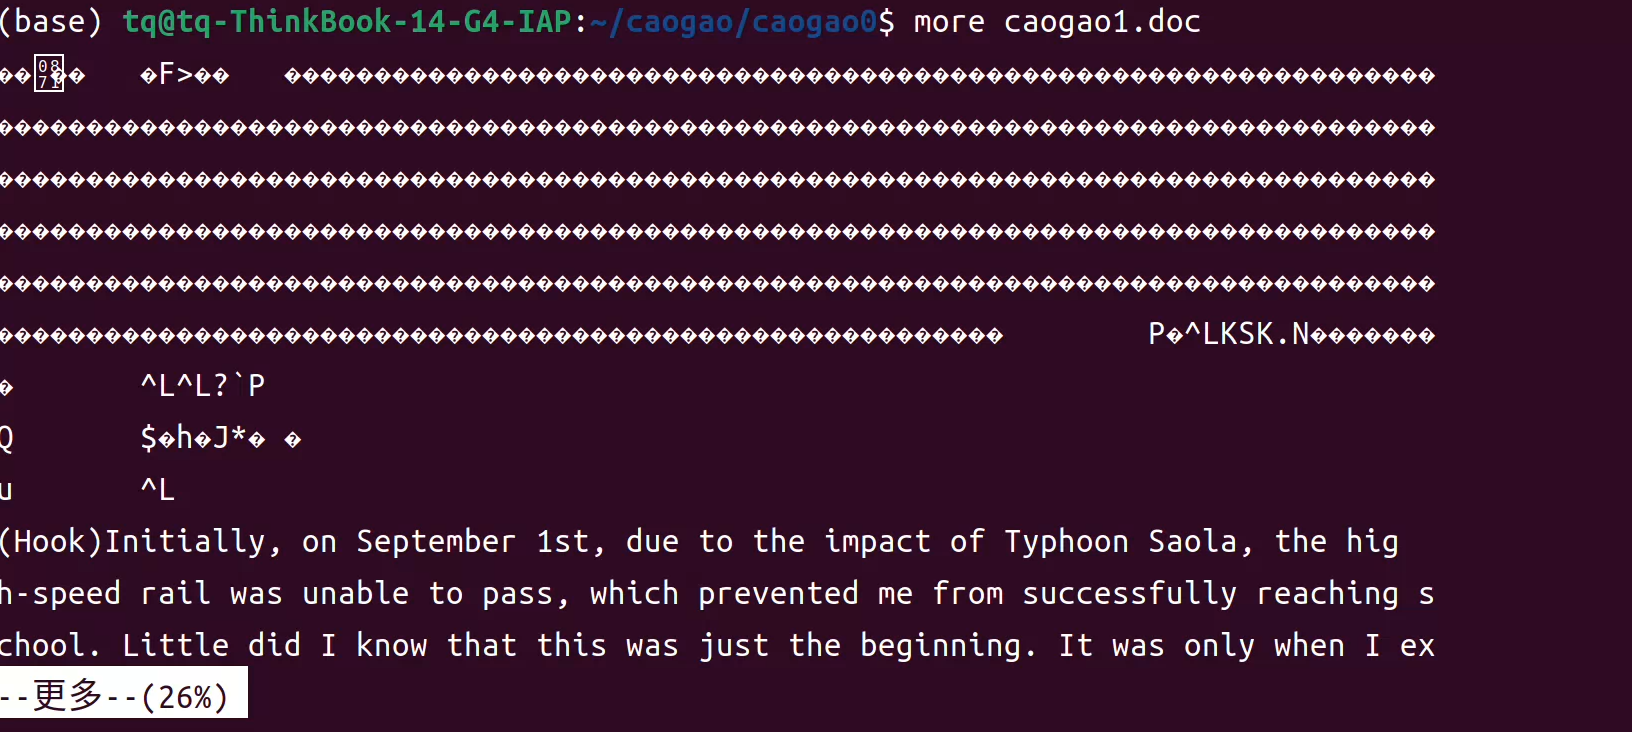 (base) tq@tq-ThinkBook-14-G4-IAP:~/caogao/caogao0$ more caogao1.doc
F>
P ^LKSK.N
^L^L?`P
Q $ h J*
u ^L
(Hook)Initially, on September 1st, due to the impact of Typhoon Saola, the hig
h-speed rail was unable to pass, which prevented me from successfully reaching s
chool. Little did I know that this was just the beginning. It was only when I ex
--更多--(26%)